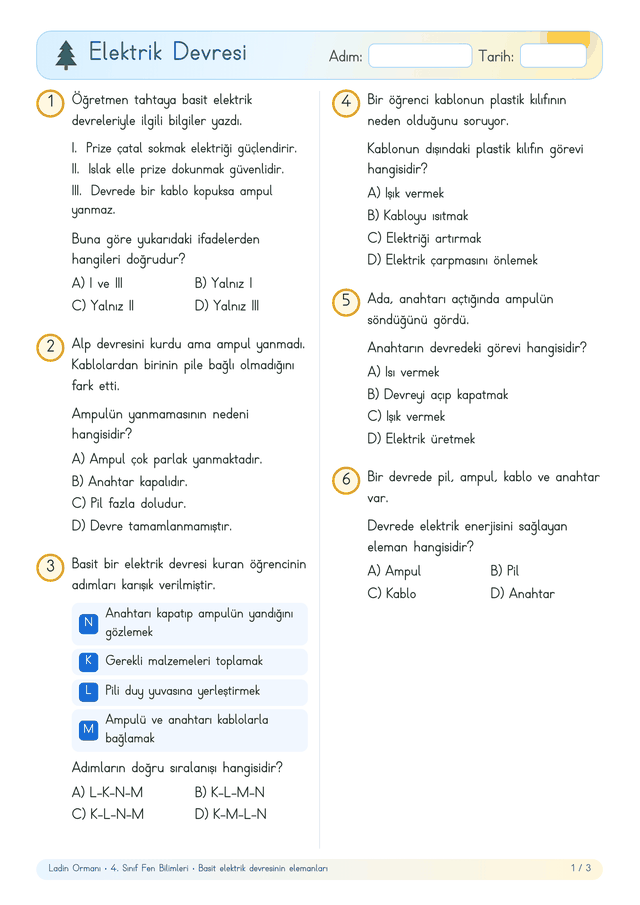 Elektrik Devresi
Adım:
Tarih:
1
Öğretmen tahtaya basit elektrik
devreleriyle ilgili bilgiler yazdı.
I. Prize çatal sokmak elektriği güçlendirir.
II. Islak elle prize dokunmak güvenlidir.
III. Devrede bir kablo kopuksa ampul
yanmaz.
Buna göre yukarıdaki ifadelerden
hangileri doğrudur?
A) I ve III
B) Yalnız I
C) Yalnız II
D) Yalnız III
2
Alp devresini kurdu ama ampul yanmadı.
Kablolardan birinin pile bağlı olmadığını
fark etti.
Ampulün yanmamasının nedeni
hangisidir?
A) Ampul çok parlak yanmaktadır.
B) Anahtar kapalıdır.
C) Pil fazla doludur.
D) Devre tamamlanmamıştır.
3
Basit bir elektrik devresi kuran öğrencinin
adımları karışık verilmiştir.
N Anahtarı kapatıp ampulün yandığını
gözlemek
K Gerekli malzemeleri toplamak
L Pili duy yuvasına yerleştirmek
M Ampulü ve anahtarı kablolarla
bağlamak
Adımların doğru sıralanışı hangisidir?
A) L-K-N-M
B) K-L-M-N
C) K-L-N-M
D) K-M-L-N
4
Bir öğrenci kablonun plastik kılıfının
neden olduğunu soruyor.
Kablonun dışındaki plastik kılıfın görevi
hangisidir?
A) Işık vermek
B) Kabloyu ısıtmak
C) Elektriği artırmak
D) Elektrik çarpmasını önlemek
5
Ada, anahtarı açtığında ampulün
söndüğünü gördü.
Anahtarın devredeki görevi hangisidir?
A) Isı vermek
B) Devreyi açıp kapatmak
C) Işık vermek
D) Elektrik üretmek
6
Bir devrede pil, ampul, kablo ve anahtar
var.
Devrede elektrik enerjisini sağlayan
eleman hangisidir?
A) Ampul
B) Pil
C) Kablo
D) Anahtar
Ladin Ormanı • 4. Sınıf Fen Bilimleri • Basit elektrik devresinin elemanları
1 / 3